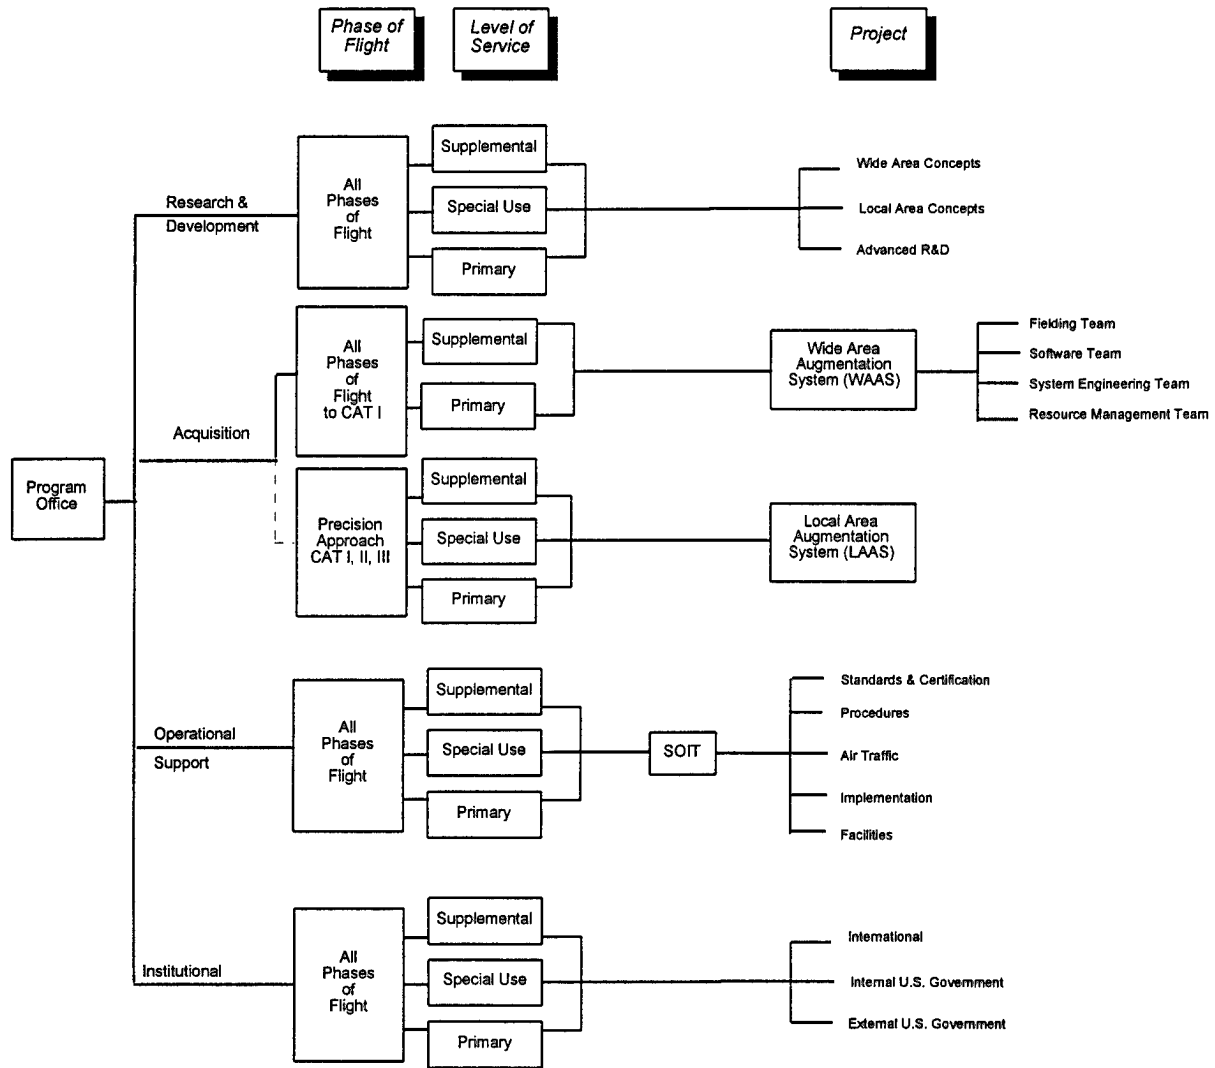 Phase of
Flight
Level of
Service
Project
Research &
Development
All
Phases
of
Flight
Supplemental
Special Use
Primary
Wide Area Concepts
Local Area Concepts
Advanced R&D
Acquisition
All
Phases
of
Flight
to CAT I
Supplemental
Primary
Wide Area
Augmentation
System (WAAS)
Fielding Team
Software Team
System Engineering Team
Resource Management Team
Program
Office
Precision
Approach
CAT I, II, III
Supplemental
Special Use
Primary
Local Area
Augmentation
System (LAAS)
Operational
Support
All
Phases
of
Flight
Supplemental
Special Use
Primary
SOIT
Standards & Certification
Procedures
Air Traffic
Implementation
Facilities
Institutional
All
Phases
of
Flight
Supplemental
Special Use
Primary
International
Internal U.S. Government
External U.S. Government